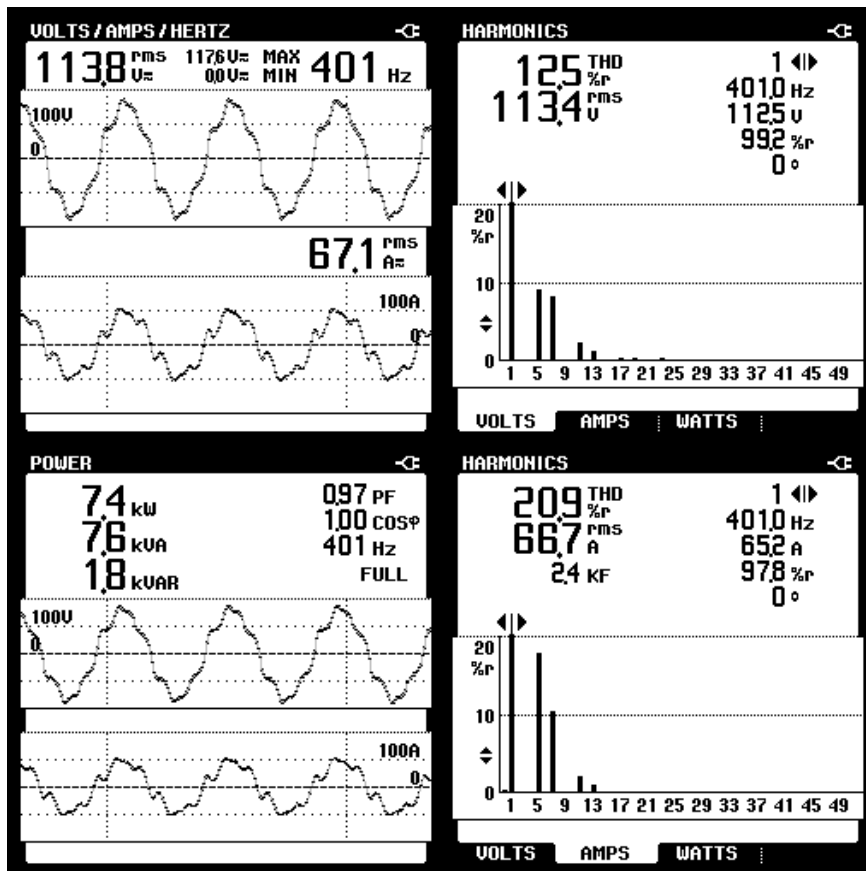 VOLTS / AMPS / HERTZ
113.8 rms V≂ 117.6 V≂ MAX 0.0 V≂ MIN 401 Hz
100V
0
67.1 rms A≂
100A
0
HARMONICS
12.5 THD %r
113.4 rms V
1
401.0 Hz
112.5 V
99.2 %r
0 °
20
%r
10
0
1 5 9 13 17 21 25 29 33 37 41 45 49
VOLTS AMPS WATTS
POWER
7.4 kW
7.6 kVA
1.8 kVAR
0.97 PF
1.00 COSφ
401 Hz
FULL
100V
0
100A
0
HARMONICS
20.9 THD %r
66.7 rms A
2.4 KF
1
401.0 Hz
65.2 A
97.8 %r
0 °
20
%r
10
0
1 5 9 13 17 21 25 29 33 37 41 45 49
VOLTS AMPS WATTS